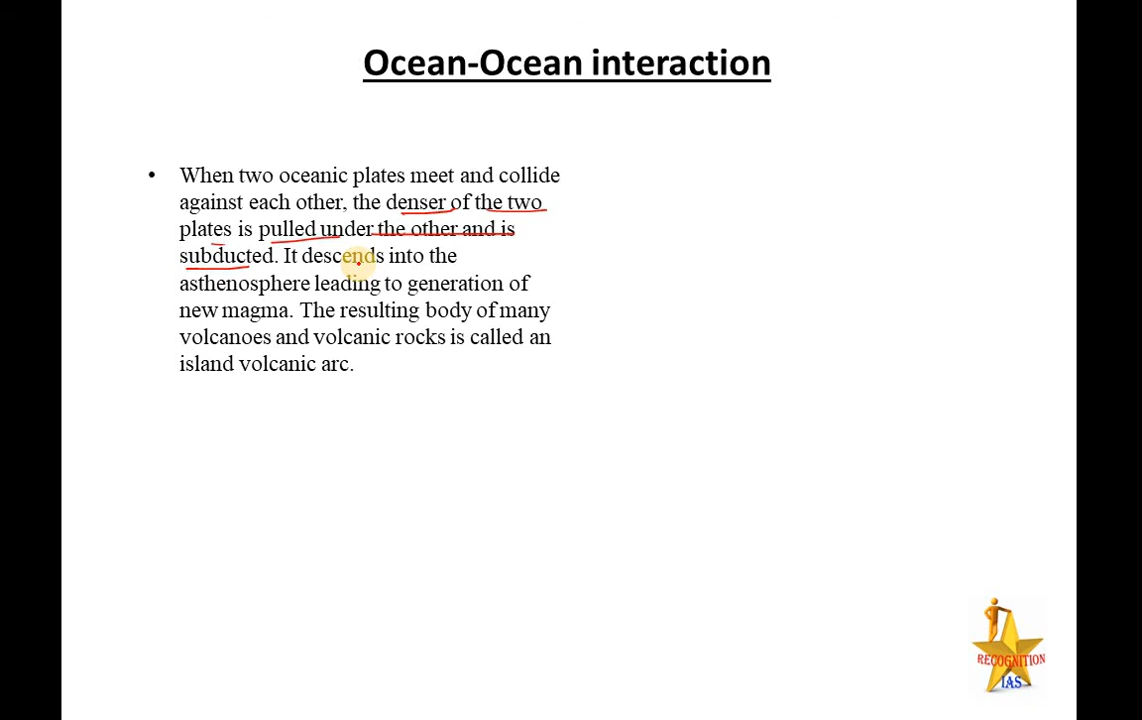 Ocean-Ocean interaction
• When two oceanic plates meet and collide
against each other, the denser of the two
plates is pulled under the other and is
subducted. It descends into the
asthenosphere leading to generation of
new magma. The resulting body of many
volcanoes and volcanic rocks is called an
island volcanic arc.
RECOGNITION
IAS